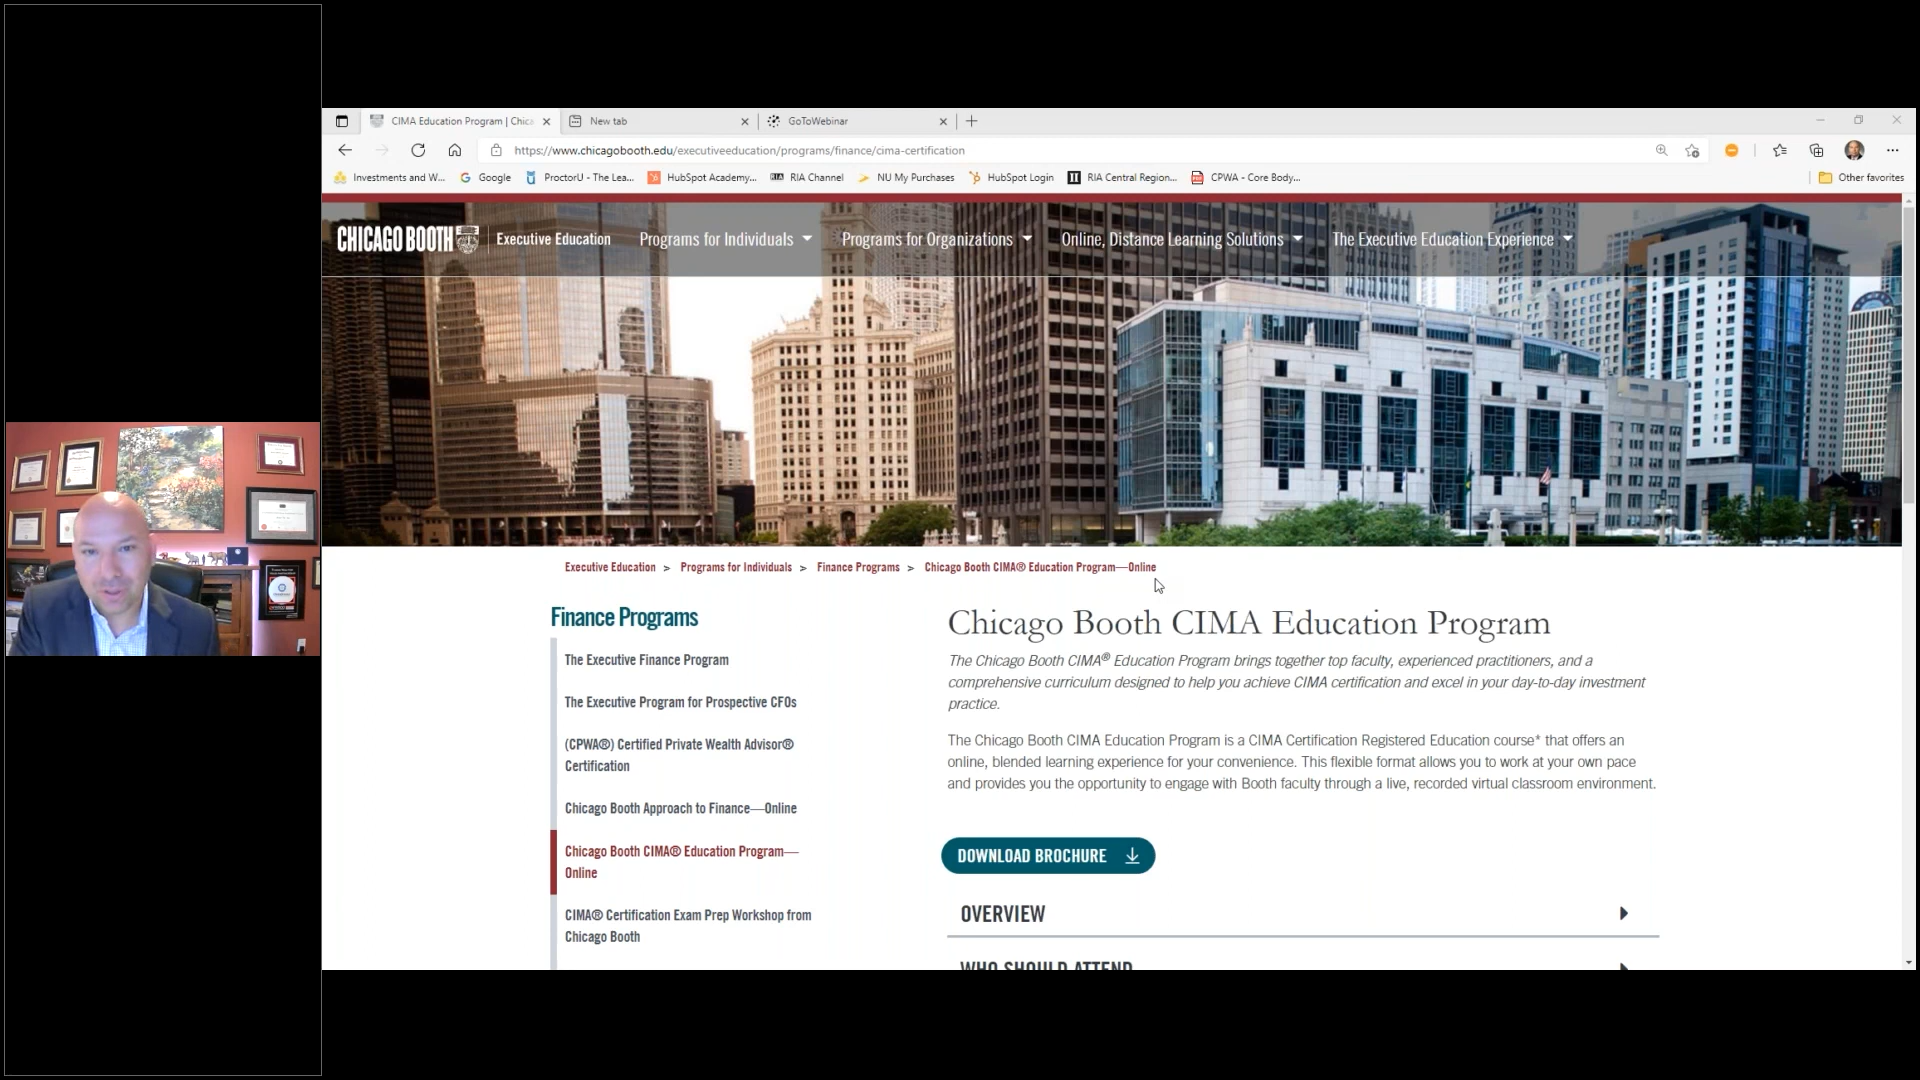 CIMA Education Program | Chica
New tab
GoToWebinar
https://www.chicagobooth.edu/executiveeducation/programs/finance/cima-certification
Investments and W...
Google
ProctorU - The Lea...
HubSpot Academy...
RIA Channel
NU My Purchases
HubSpot Login
RIA Central Region...
CPWA - Core Body...
Other favorites
CHICAGO BOOTH
Executive Education
Programs for Individuals
Programs for Organizations
Online, Distance Learning Solutions
The Executive Education Experience
Executive Education > Programs for Individuals > Finance Programs > Chicago Booth CIMA® Education Program—Online
Finance Programs
The Executive Finance Program
The Executive Program for Prospective CFOs
(CPWA®) Certified Private Wealth Advisor®
Certification
Chicago Booth Approach to Finance—Online
Chicago Booth CIMA® Education Program—
Online
CIMA® Certification Exam Prep Workshop from
Chicago Booth
Chicago Booth CIMA Education Program
The Chicago Booth CIMA® Education Program brings together top faculty, experienced practitioners, and a
comprehensive curriculum designed to help you achieve CIMA certification and excel in your day-to-day investment
practice.
The Chicago Booth CIMA Education Program is a CIMA Certification Registered Education course* that offers an
online, blended learning experience for your convenience. This flexible format allows you to work at your own pace
and provides you the opportunity to engage with Booth faculty through a live, recorded virtual classroom environment.
DOWNLOAD BROCHURE
OVERVIEW
WHO SHOULD ATTEND